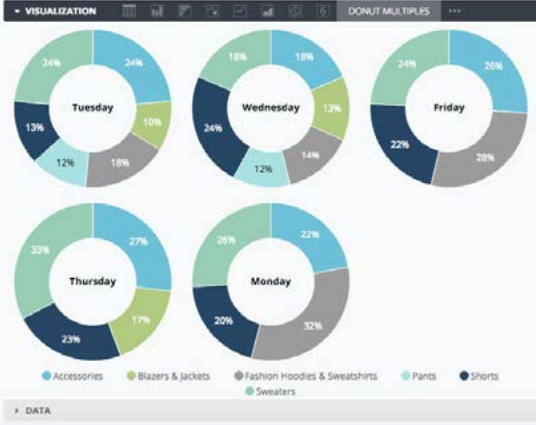 VISUALIZATION DONUT MULTIPLES
24% 24% 18% 18% 24% 26%
Tuesday Wednesday Friday
13% 10% 24% 13% 22%
12% 18% 12% 14% 28%
33% 27% 26% 22%
Thursday Monday
17% 20% 32%
23%
Accessories Blazers & Jackets Fashion Hoodies & Sweatshirts Pants Shorts
Sweaters
DATA